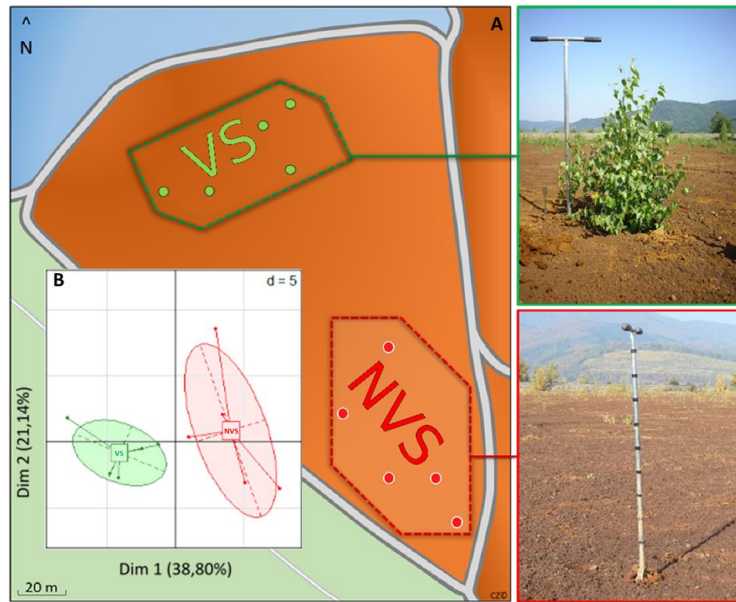 ^
N
A
VS
B
d = 5
VS
NVS
NVS
Dim 2 (21,14%)
Dim 1 (38,80%)
20 m
CZ©